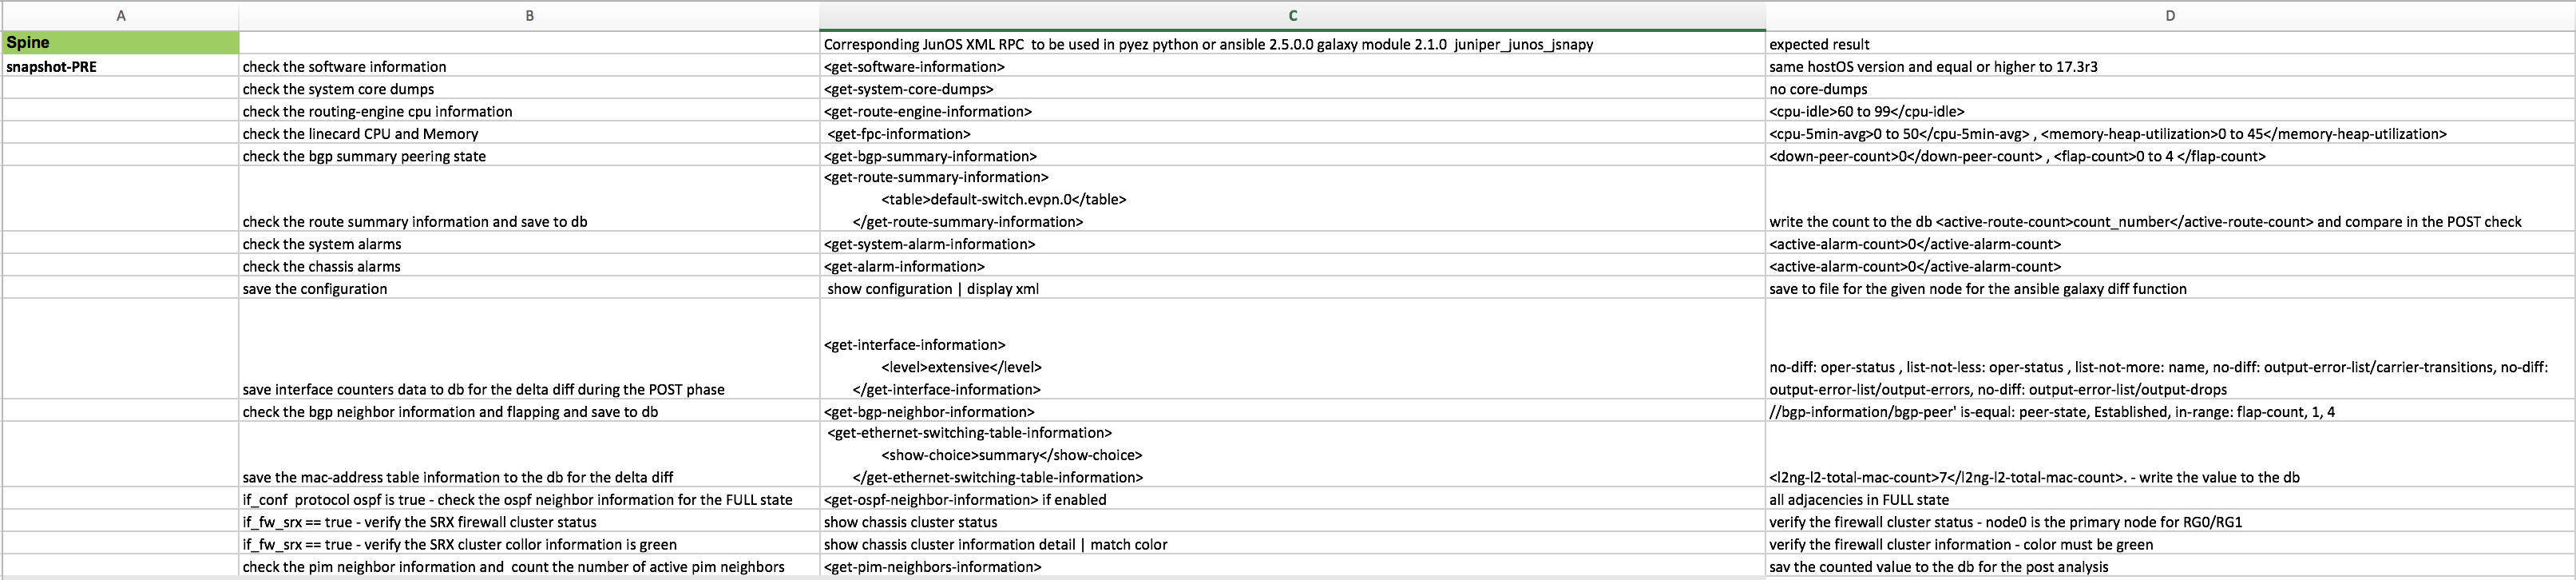 A B C D
Spine Corresponding JunOS XML RPC to be used in pyez python or ansible 2.5.0.0 galaxy module 2.1.0 juniper_junos_jsnapy expected result
snapshot-PRE check the software information <get-software-information> same hostOS version and equal or higher to 17.3r3
check the system core dumps <get-system-core-dumps> no core-dumps
check the routing-engine cpu information <get-route-engine-information> <cpu-idle>60 to 99</cpu-idle>
check the linecard CPU and Memory <get-fpc-information> <cpu-5min-avg>0 to 50</cpu-5min-avg> , <memory-heap-utilization>0 to 45</memory-heap-utilization>
check the bgp summary peering state <get-bgp-summary-information> <down-peer-count>0</down-peer-count> , <flap-count>0 to 4 </flap-count>
<get-route-summary-information>
<table>default-switch.evpn.0</table>
check the route summary information and save to db </get-route-summary-information> write the count to the db <active-route-count>count_number</active-route-count> and compare in the POST check
check the system alarms <get-system-alarm-information> <active-alarm-count>0</active-alarm-count>
check the chassis alarms <get-alarm-information> <active-alarm-count>0</active-alarm-count>
save the configuration show configuration | display xml save to file for the given node for the ansible galaxy diff function
<get-interface-information>
<level>extensive</level> no-diff: oper-status , list-not-less: oper-status , list-not-more: name, no-diff: output-error-list/carrier-transitions, no-diff:
save interface counters data to db for the delta diff during the POST phase </get-interface-information> output-error-list/output-errors, no-diff: output-error-list/output-drops
check the bgp neighbor information and flapping and save to db <get-bgp-neighbor-information> //bgp-information/bgp-peer' is-equal: peer-state, Established, in-range: flap-count, 1, 4
<get-ethernet-switching-table-information>
<show-choice>summary</show-choice>
save the mac-address table information to the db for the delta diff </get-ethernet-switching-table-information> <l2ng-l2-total-mac-count>7</l2ng-l2-total-mac-count>. - write the value to the db
if_conf protocol ospf is true - check the ospf neighbor information for the FULL state <get-ospf-neighbor-information> if enabled all adjacencies in FULL state
if_fw_srx == true - verify the SRX firewall cluster status show chassis cluster status verify the firewall cluster status - node0 is the primary node for RG0/RG1
if_fw_srx == true - verify the SRX cluster collor information is green show chassis cluster information detail | match color verify the firewall cluster information - color must be green
check the pim neighbor information and count the number of active pim neighbors <get-pim-neighbors-information> sav the counted value to the db for the post analysis